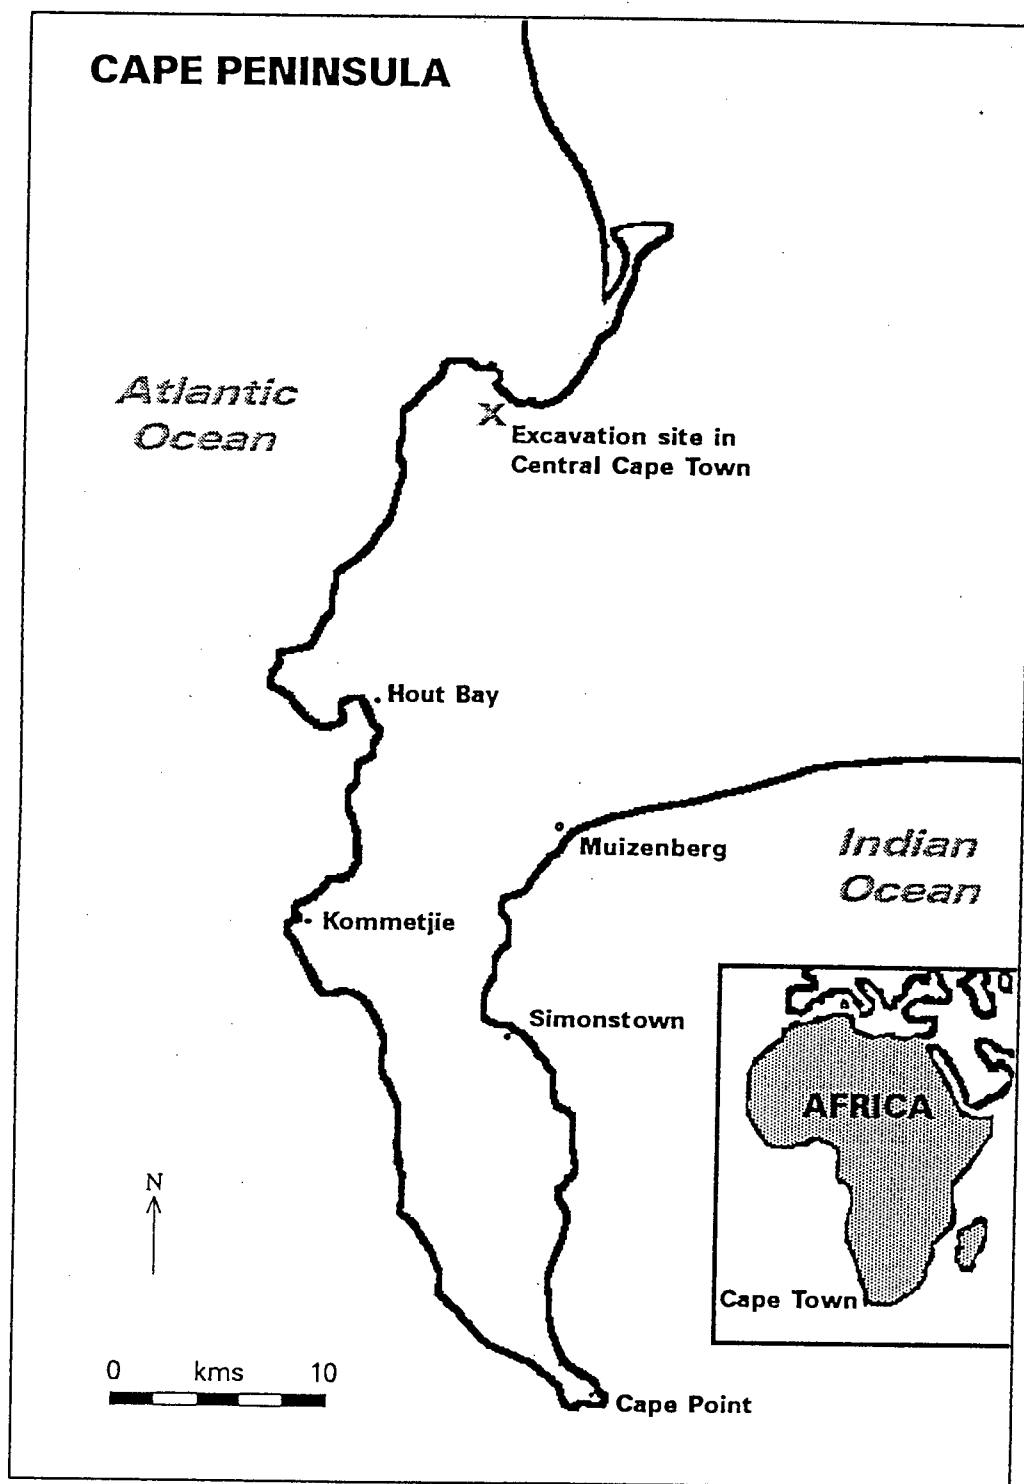 CAPE PENINSULA
Atlantic
Ocean
X
Excavation site in
Central Cape Town
Hout Bay
Muizenberg
Indian
Ocean
Kommetjie
Simonstown
AFRICA
N
Cape Town
0 kms 10
Cape Point